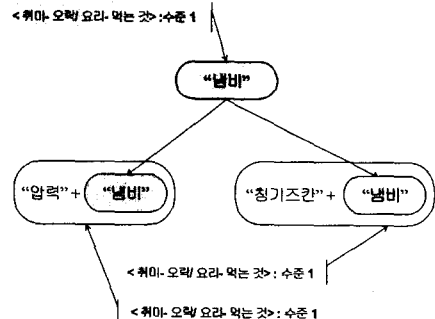 <취미-오락/ 요리-먹는 것>:수준 1
“냄비”
“압력”+ “냄비”
“칭기즈칸”+ “냄비”
<취미-오락/ 요리-먹는 것>: 수준 1
<취미-오락/ 요리-먹는 것>: 수준 1